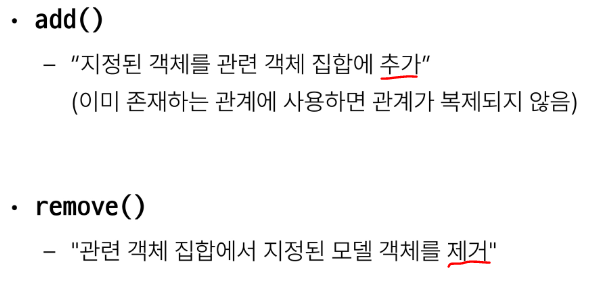 • add()
– “지정된 객체를 관련 객체 집합에 추가”
(이미 존재하는 관계에 사용하면 관계가 복제되지 않음)
• remove()
– "관련 객체 집합에서 지정된 모델 객체를 제거"